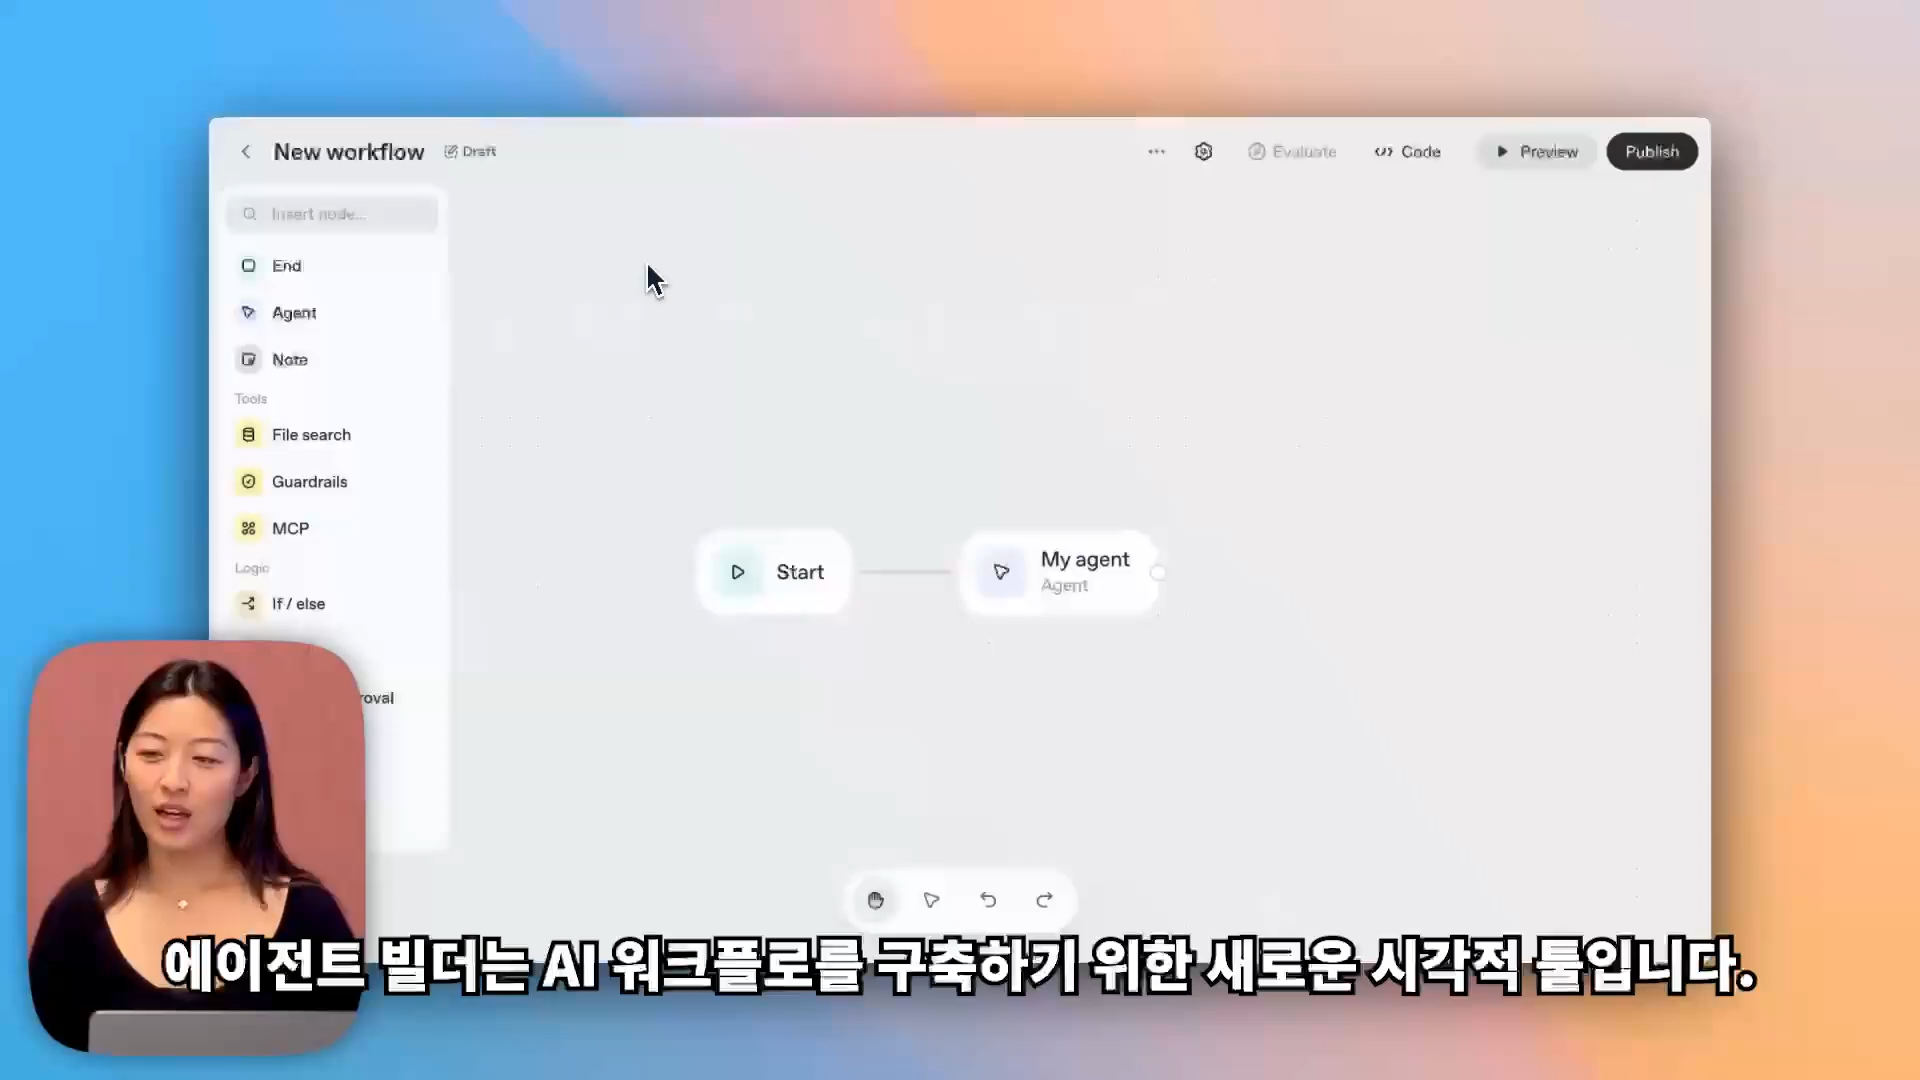 New workflow
Draft
Evaluate
Code
Preview
Publish
Insert node...
End
Agent
Note
Tools
File search
Guardrails
MCP
Logic
If / else
roval
Start
My agent
Agent
에이전트 빌더는 AI 워크플로를 구축하기 위한 새로운 시각적 툴입니다.